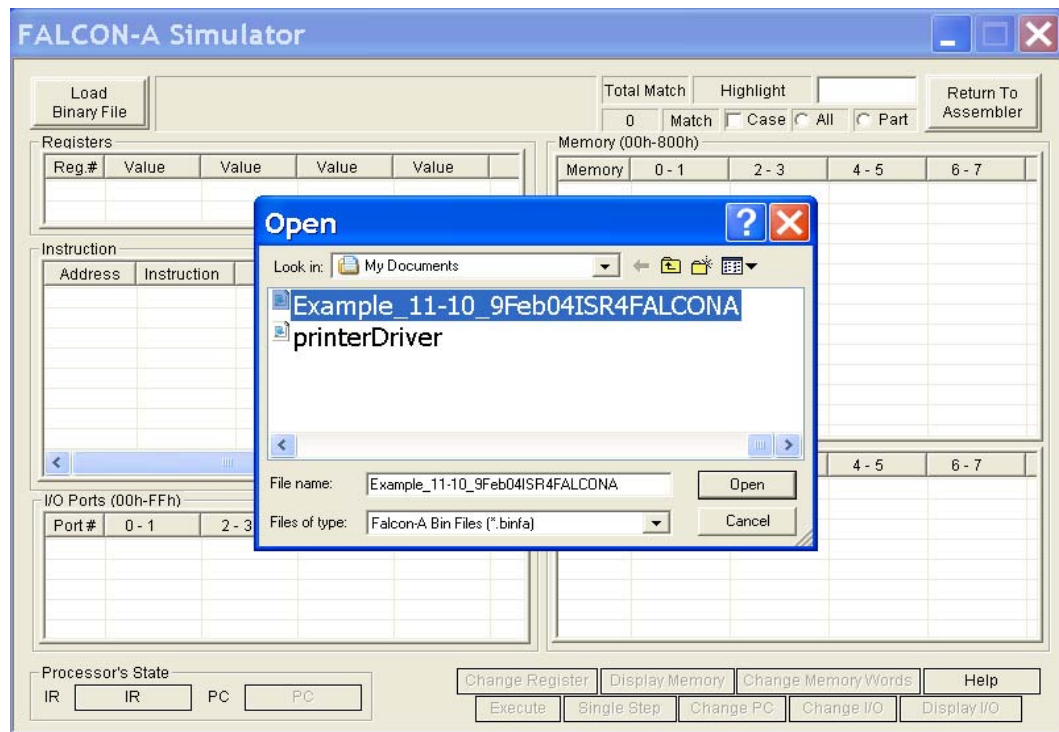 FALCON-A Simulator
Load
Binary File
Total Match
Highlight
0
Match
Case
All
Part
Return To
Assembler
Registers
Reg.# Value Value Value Value
Memory (00h-800h)
Memory 0 - 1 2 - 3 4 - 5 6 - 7
Instruction
Address Instruction
Open
Look in: My Documents
Example_11-10_9Feb04ISR4FALCONA
printerDriver
File name: Example_11-10_9Feb04ISR4FALCONA Open
Files of type: Falcon-A Bin Files (*.binfa) Cancel
4 - 5 6 - 7
I/O Ports (00h-FFh)
Port # 0 - 1 2 - 3
Processor's State
IR IR PC PC
Change Register Display Memory Change Memory Words Help
Execute Single Step Change PC Change I/O Display I/O